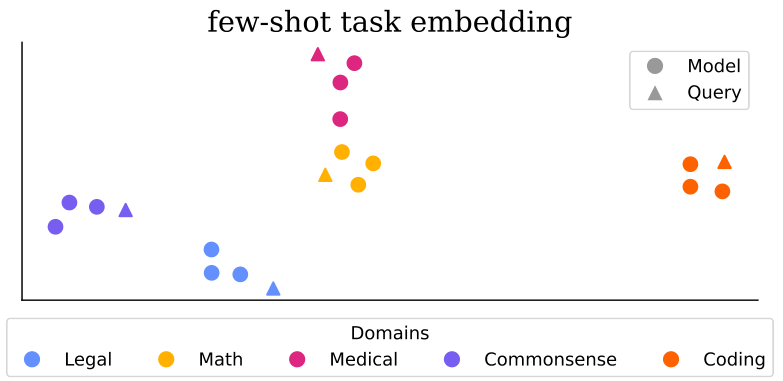 few-shot task embedding
Model
Query
Domains
Legal Math Medical Commonsense Coding